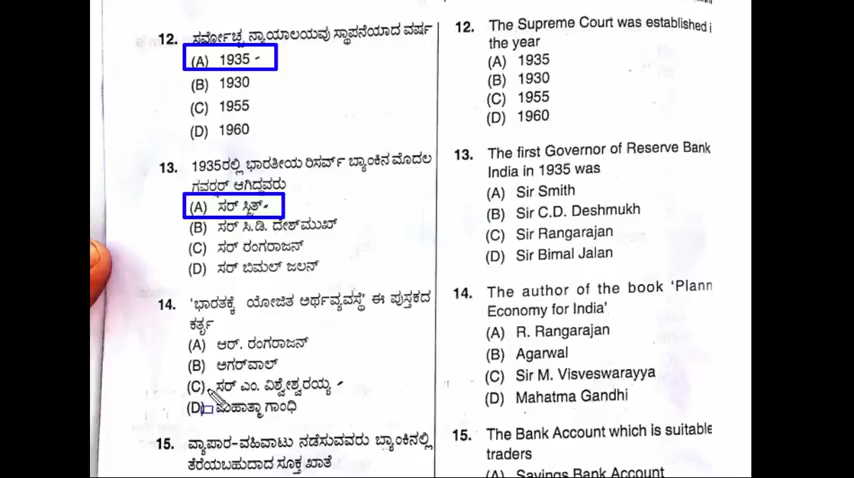 12. ಸರ್ವೋಚ್ಚ ನ್ಯಾಯಾಲಯವು ಸ್ಥಾಪನೆಯಾದ ವರ್ಷ
(A) 1935
(B) 1930
(C) 1955
(D) 1960
13. 1935ರಲ್ಲಿ ಭಾರತೀಯ ರಿಸರ್ವ್ ಬ್ಯಾಂಕಿನ ಮೊದಲ
ಗವರ್ನರ್ ಆಗಿದ್ದವರು
(A) ಸರ್ ಸ್ಮಿತ್
(B) ಸರ್ ಸಿ.ಡಿ. ದೇಶ್‌ಮುಖ್
(C) ಸರ್ ರಂಗರಾಜನ್
(D) ಸರ್ ಬಿಮಲ್ ಜಲನ್
14. 'ಭಾರತಕ್ಕೆ ಯೋಜಿತ ಅರ್ಥವ್ಯವಸ್ಥೆ' ಈ ಪುಸ್ತಕದ
ಕರ್ತೃ
(A) ಆರ್. ರಂಗರಾಜನ್
(B) ಅಗರ್‌ವಾಲ್
(C) ಸರ್ ಎಂ. ವಿಶ್ವೇಶ್ವರಯ್ಯ
(D) ಮಹಾತ್ಮಾ ಗಾಂಧಿ
15. ವ್ಯಾಪಾರ-ವಹಿವಾಟು ನಡೆಸುವವರು ಬ್ಯಾಂಕಿನಲ್ಲಿ
ತೆರೆಯಬಹುದಾದ ಸೂಕ್ತ ಖಾತೆ
12. The Supreme Court was established i
the year
(A) 1935
(B) 1930
(C) 1955
(D) 1960
13. The first Governor of Reserve Bank
India in 1935 was
(A) Sir Smith
(B) Sir C.D. Deshmukh
(C) Sir Rangarajan
(D) Sir Bimal Jalan
14. The author of the book 'Plann
Economy for India'
(A) R. Rangarajan
(B) Agarwal
(C) Sir M. Visveswarayya
(D) Mahatma Gandhi
15. The Bank Account which is suitable
traders
(A) Savings Bank Account